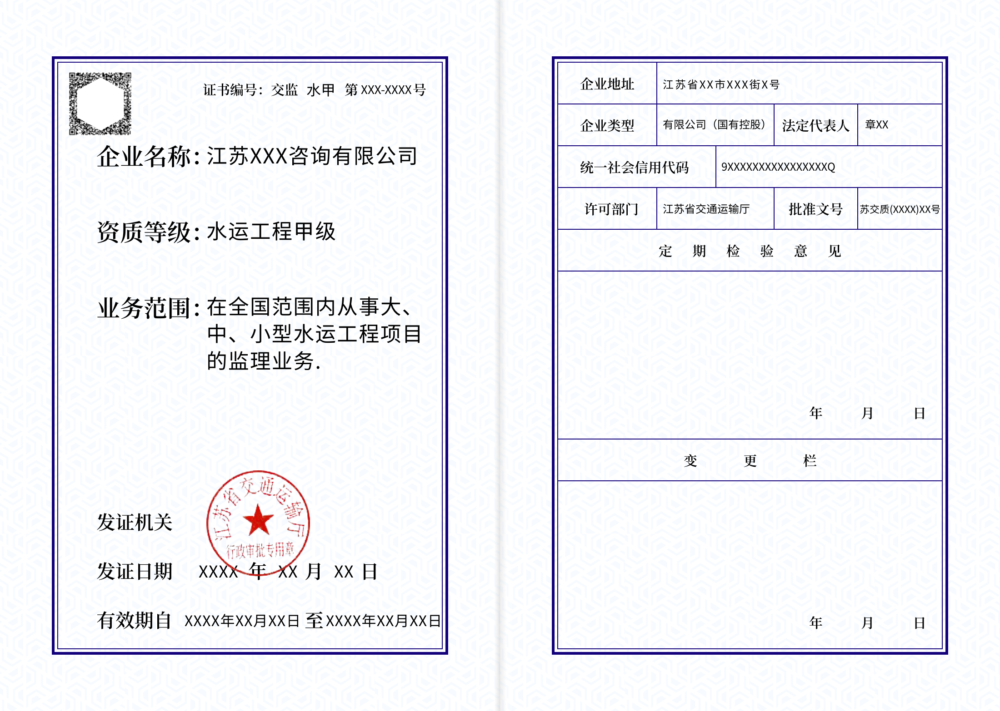 证书编号：交监 水甲 第XXX-XXXX号
企业名称：江苏XXX咨询有限公司
资质等级：水运工程甲级
业务范围：在全国范围内从事大、
中、小型水运工程项目
的监理业务.
江苏省交通运输厅
行政审批专用章
发证机关
发证日期 XXXX 年 XX 月 XX 日
有效期自 XXXX年XX月XX日 至XXXX年XX月XX日
企业地址 江苏省XX市XXX街X号
企业类型 有限公司（国有控股） 法定代表人 章XX
统一社会信用代码 9XXXXXXXXXXXXXXXXQ
许可部门 江苏省交通运输厅 批准文号 苏交质(XXXX)XX号
定 期 检 验 意 见
年 月 日
变 更 栏
年 月 日